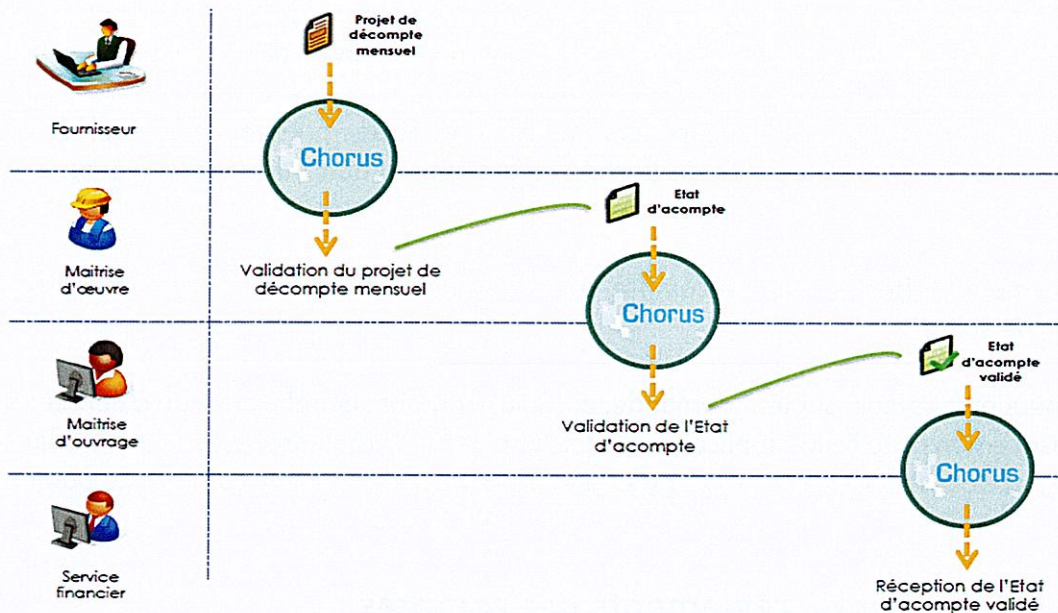 Projet de
décompte
mensuel
Fournisseur
Chorus
Maitrise
d'œuvre
Validation du projet de
décompte mensuel
Etat
d'acompte
Chorus
Maitrise
d'ouvrage
Validation de l'Etat
d'acompte
Etat
d'acompte
validé
Chorus
Service
financier
Réception de l'Etat
d'acompte validé